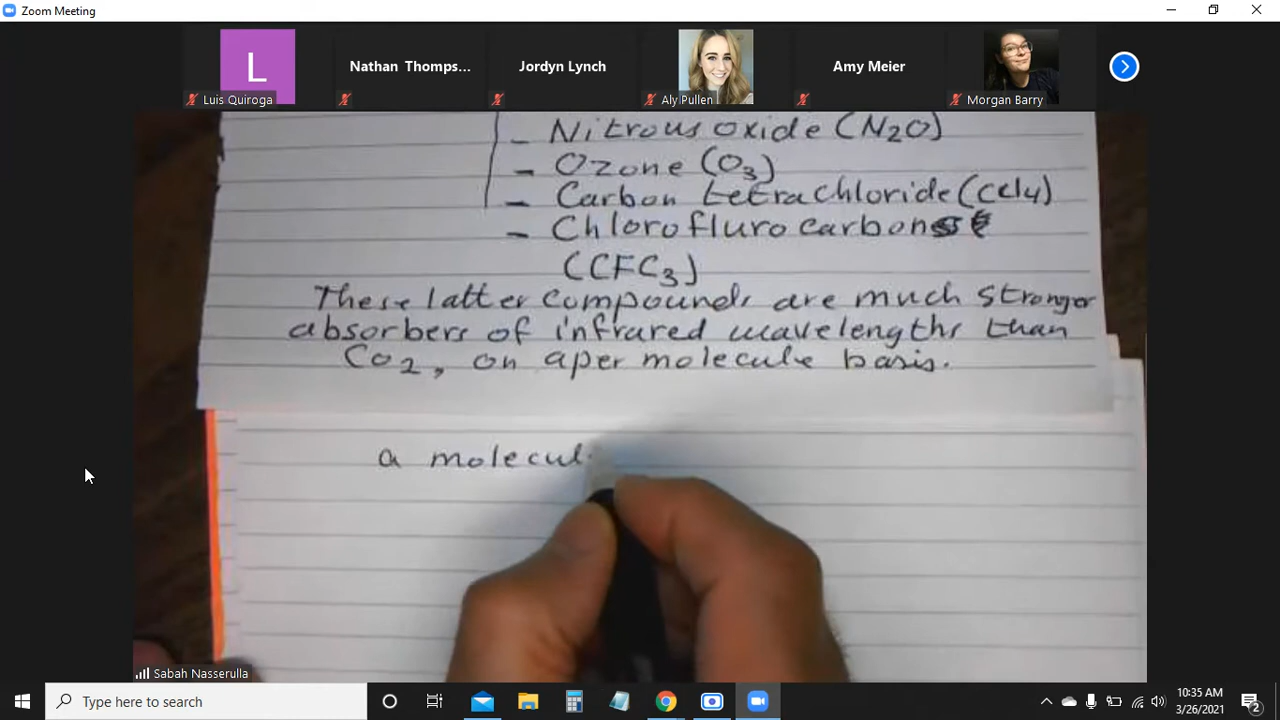 Zoom Meeting
L
Luis Quiroga
Nathan Thomps...
Jordyn Lynch
Aly Pullen
Amy Meier
Morgan Barry
- Nitrous oxide (N2O)
- Ozone (O3)
- Carbon tetrachloride (CCl4)
- Chlorofluro carbons
(CFC3)
These latter compounds are much stronger
absorbers of infrared wavelengths than
CO2, on a per molecule basis.
a molecul
Sabah Nasserulla
Type here to search
10:35 AM
3/26/2021
2